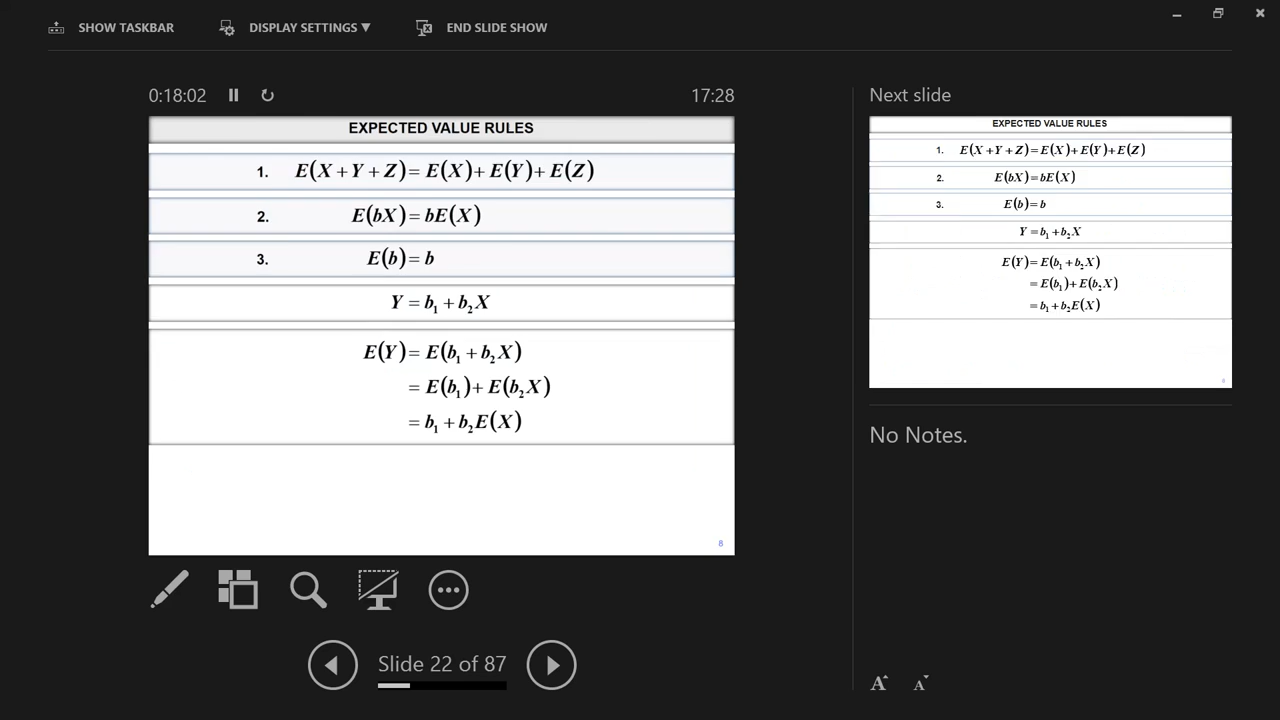 SHOW TASKBAR DISPLAY SETTINGS ▼ END SLIDE SHOW
0:18:02 17:28
EXPECTED VALUE RULES
1. E(X + Y + Z) = E(X) + E(Y) + E(Z)
2. E(bX) = bE(X)
3. E(b) = b
Y = b₁ + b₂X
E(Y) = E(b₁ + b₂X)
= E(b₁) + E(b₂X)
= b₁ + b₂E(X)
8
Slide 22 of 87
Next slide
EXPECTED VALUE RULES
1. E(X + Y + Z) = E(X) + E(Y) + E(Z)
2. E(bX) = bE(X)
3. E(b) = b
Y = b₁ + b₂X
E(Y) = E(b₁ + b₂X)
= E(b₁) + E(b₂X)
= b₁ + b₂E(X)
8
No Notes.
A A